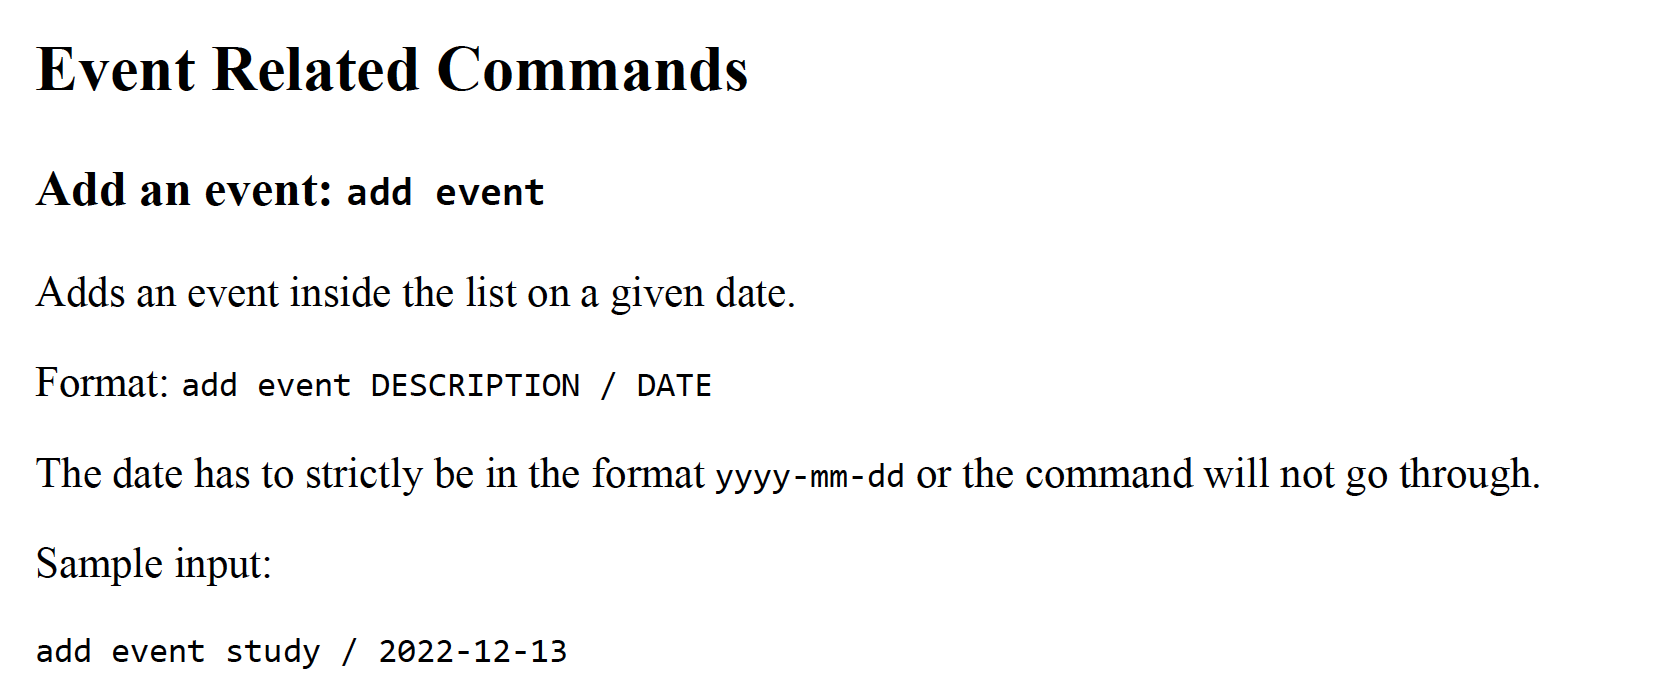 Event Related Commands
Add an event: add event
Adds an event inside the list on a given date.
Format: add event DESCRIPTION / DATE
The date has to strictly be in the format yyyy-mm-dd or the command will not go through.
Sample input:
add event study / 2022-12-13